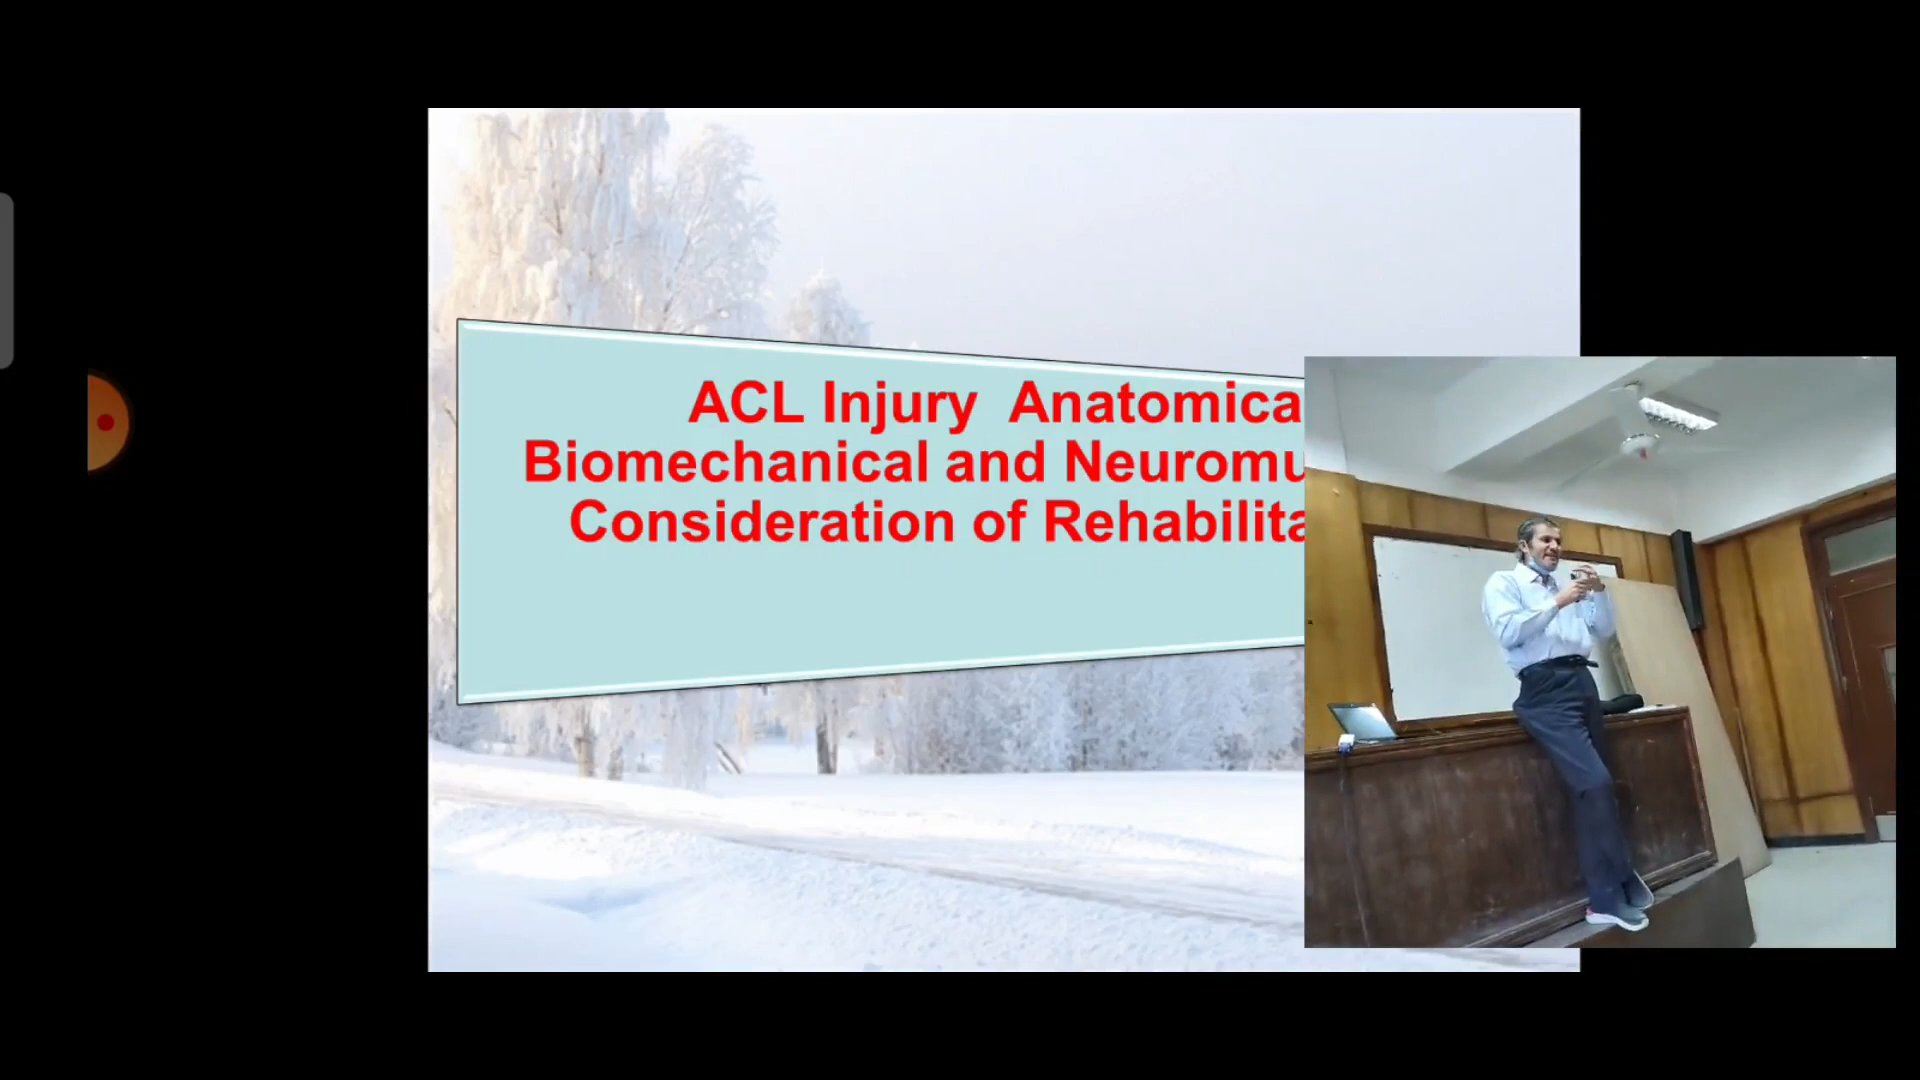 ACL Injury Anatomica
Biomechanical and Neuromu
Consideration of Rehabilita